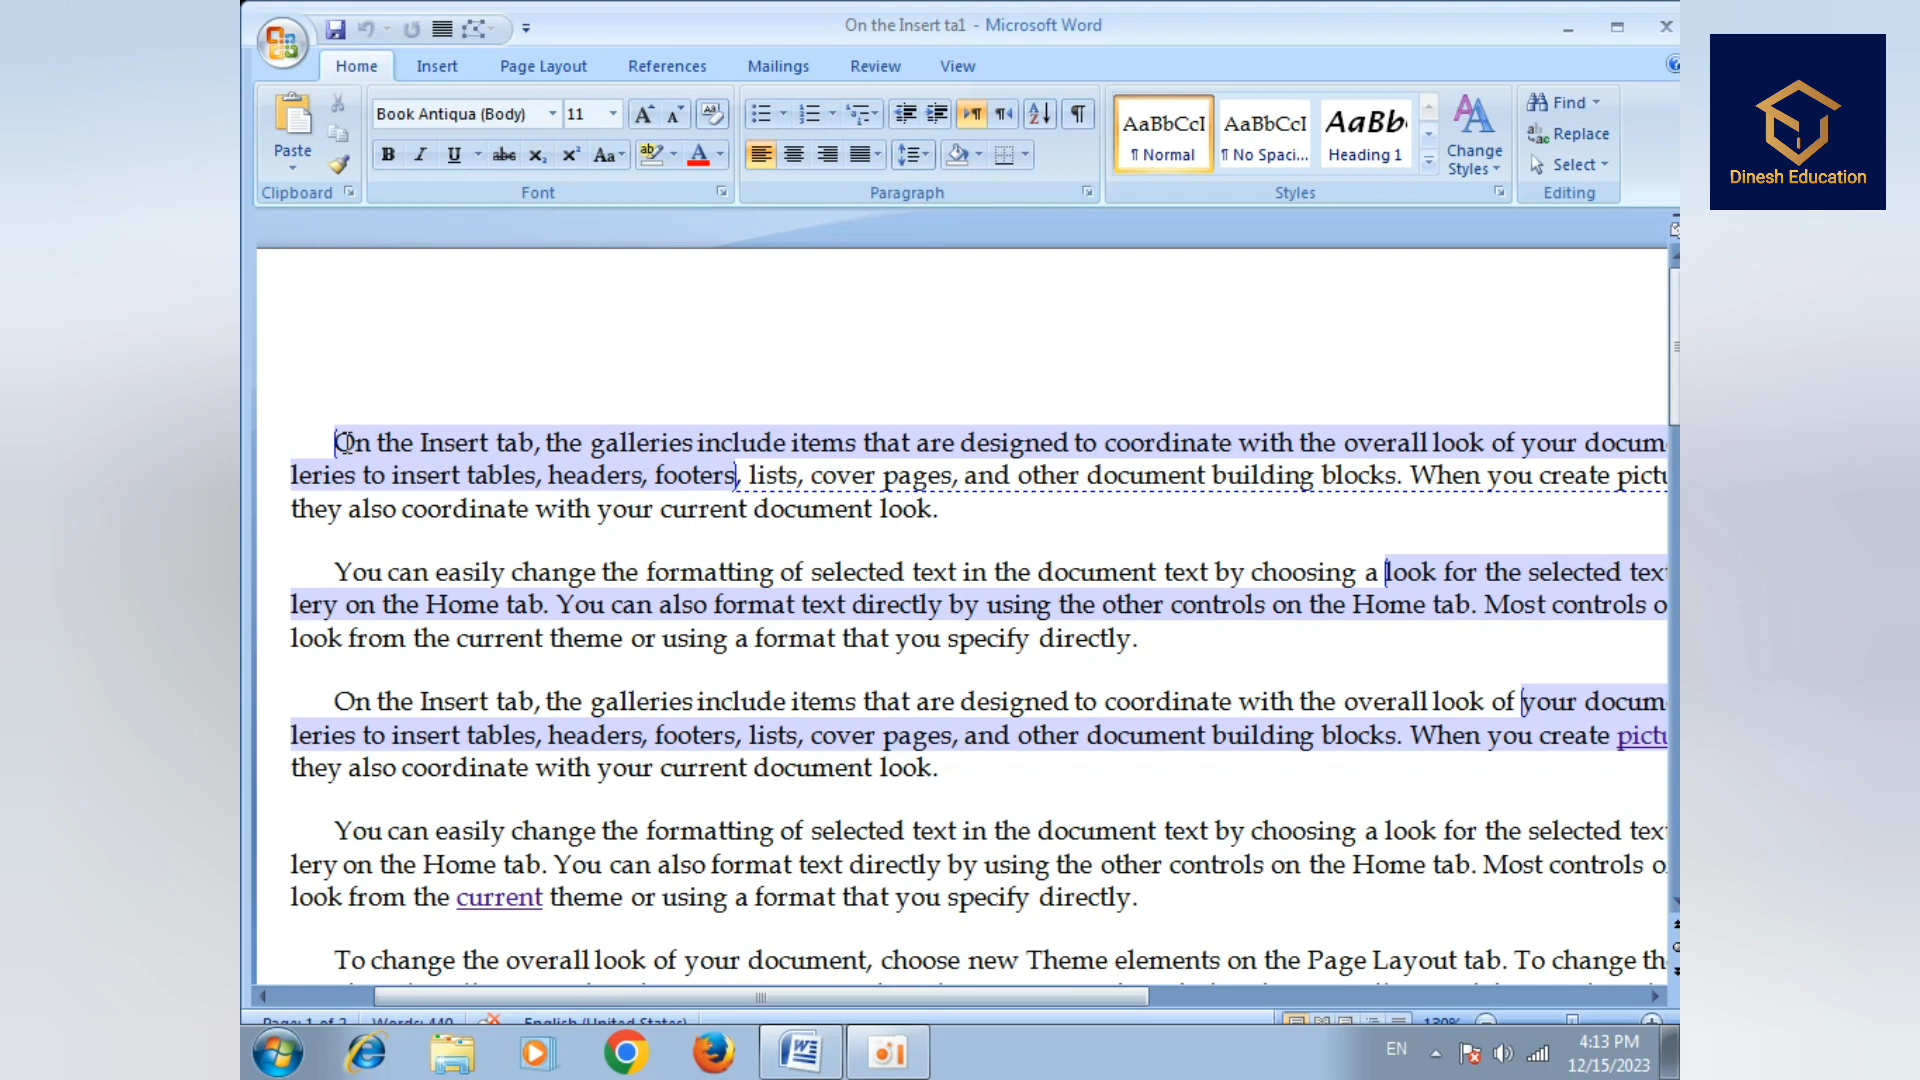 On the Insert ta1 - Microsoft Word
Home Insert Page Layout References Mailings Review View
Dinesh Education
Paste
Clipboard
Book Antiqua (Body) 11
Font
Paragraph
AaBbCcI AaBbCcI AaBb
¶ Normal ¶ No Spaci... Heading 1
Change Styles
Styles
Find
Replace
Select
Editing
On the Insert tab, the galleries include items that are designed to coordinate with the overall look of your docum
leries to insert tables, headers, footers, lists, cover pages, and other document building blocks. When you create pictu
they also coordinate with your current document look.
You can easily change the formatting of selected text in the document text by choosing a look for the selected text
lery on the Home tab. You can also format text directly by using the other controls on the Home tab. Most controls o
look from the current theme or using a format that you specify directly.
On the Insert tab, the galleries include items that are designed to coordinate with the overall look of your docum
leries to insert tables, headers, footers, lists, cover pages, and other document building blocks. When you create pictu
they also coordinate with your current document look.
You can easily change the formatting of selected text in the document text by choosing a look for the selected text
lery on the Home tab. You can also format text directly by using the other controls on the Home tab. Most controls o
look from the current theme or using a format that you specify directly.
To change the overall look of your document, choose new Theme elements on the Page Layout tab. To change th
Page: 1 of 2 Words: 440 English (United States) 130%
EN
4:13 PM
12/15/2023